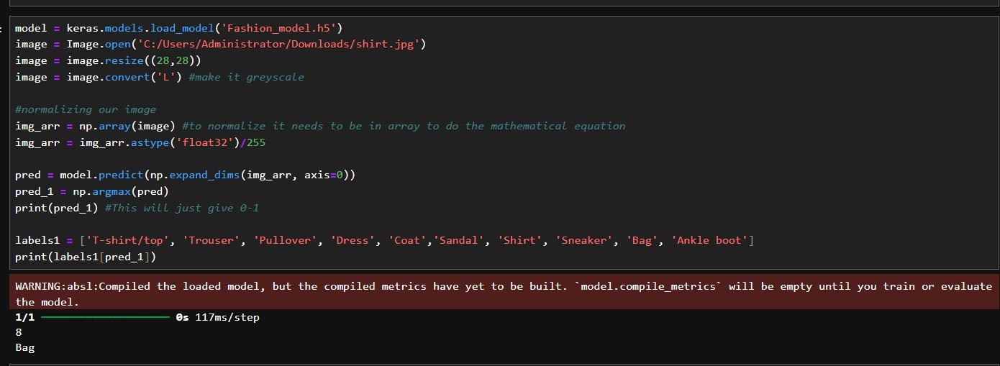 :
model = keras.models.load_model('Fashion_model.h5')
image = Image.open('C:/Users/Administrator/Downloads/shirt.jpg')
image = image.resize((28,28))
image = image.convert('L') #make it greyscale
#normalizing our image
img_arr = np.array(image) #to normalize it needs to be in array to do the mathematical equation
img_arr = img_arr.astype('float32')/255
pred = model.predict(np.expand_dims(img_arr, axis=0))
pred_1 = np.argmax(pred)
print(pred_1) #This will just give 0-1
labels1 = ['T-shirt/top', 'Trouser', 'Pullover', 'Dress', 'Coat','Sandal', 'Shirt', 'Sneaker', 'Bag', 'Ankle boot']
print(labels1[pred_1])
WARNING:absl:Compiled the loaded model, but the compiled metrics have yet to be built. `model.compile_metrics` will be empty until you train or evaluate
the model.
1/1 ━━━━━━━━━━━━━━━━━━━━ 0s 117ms/step
8
Bag